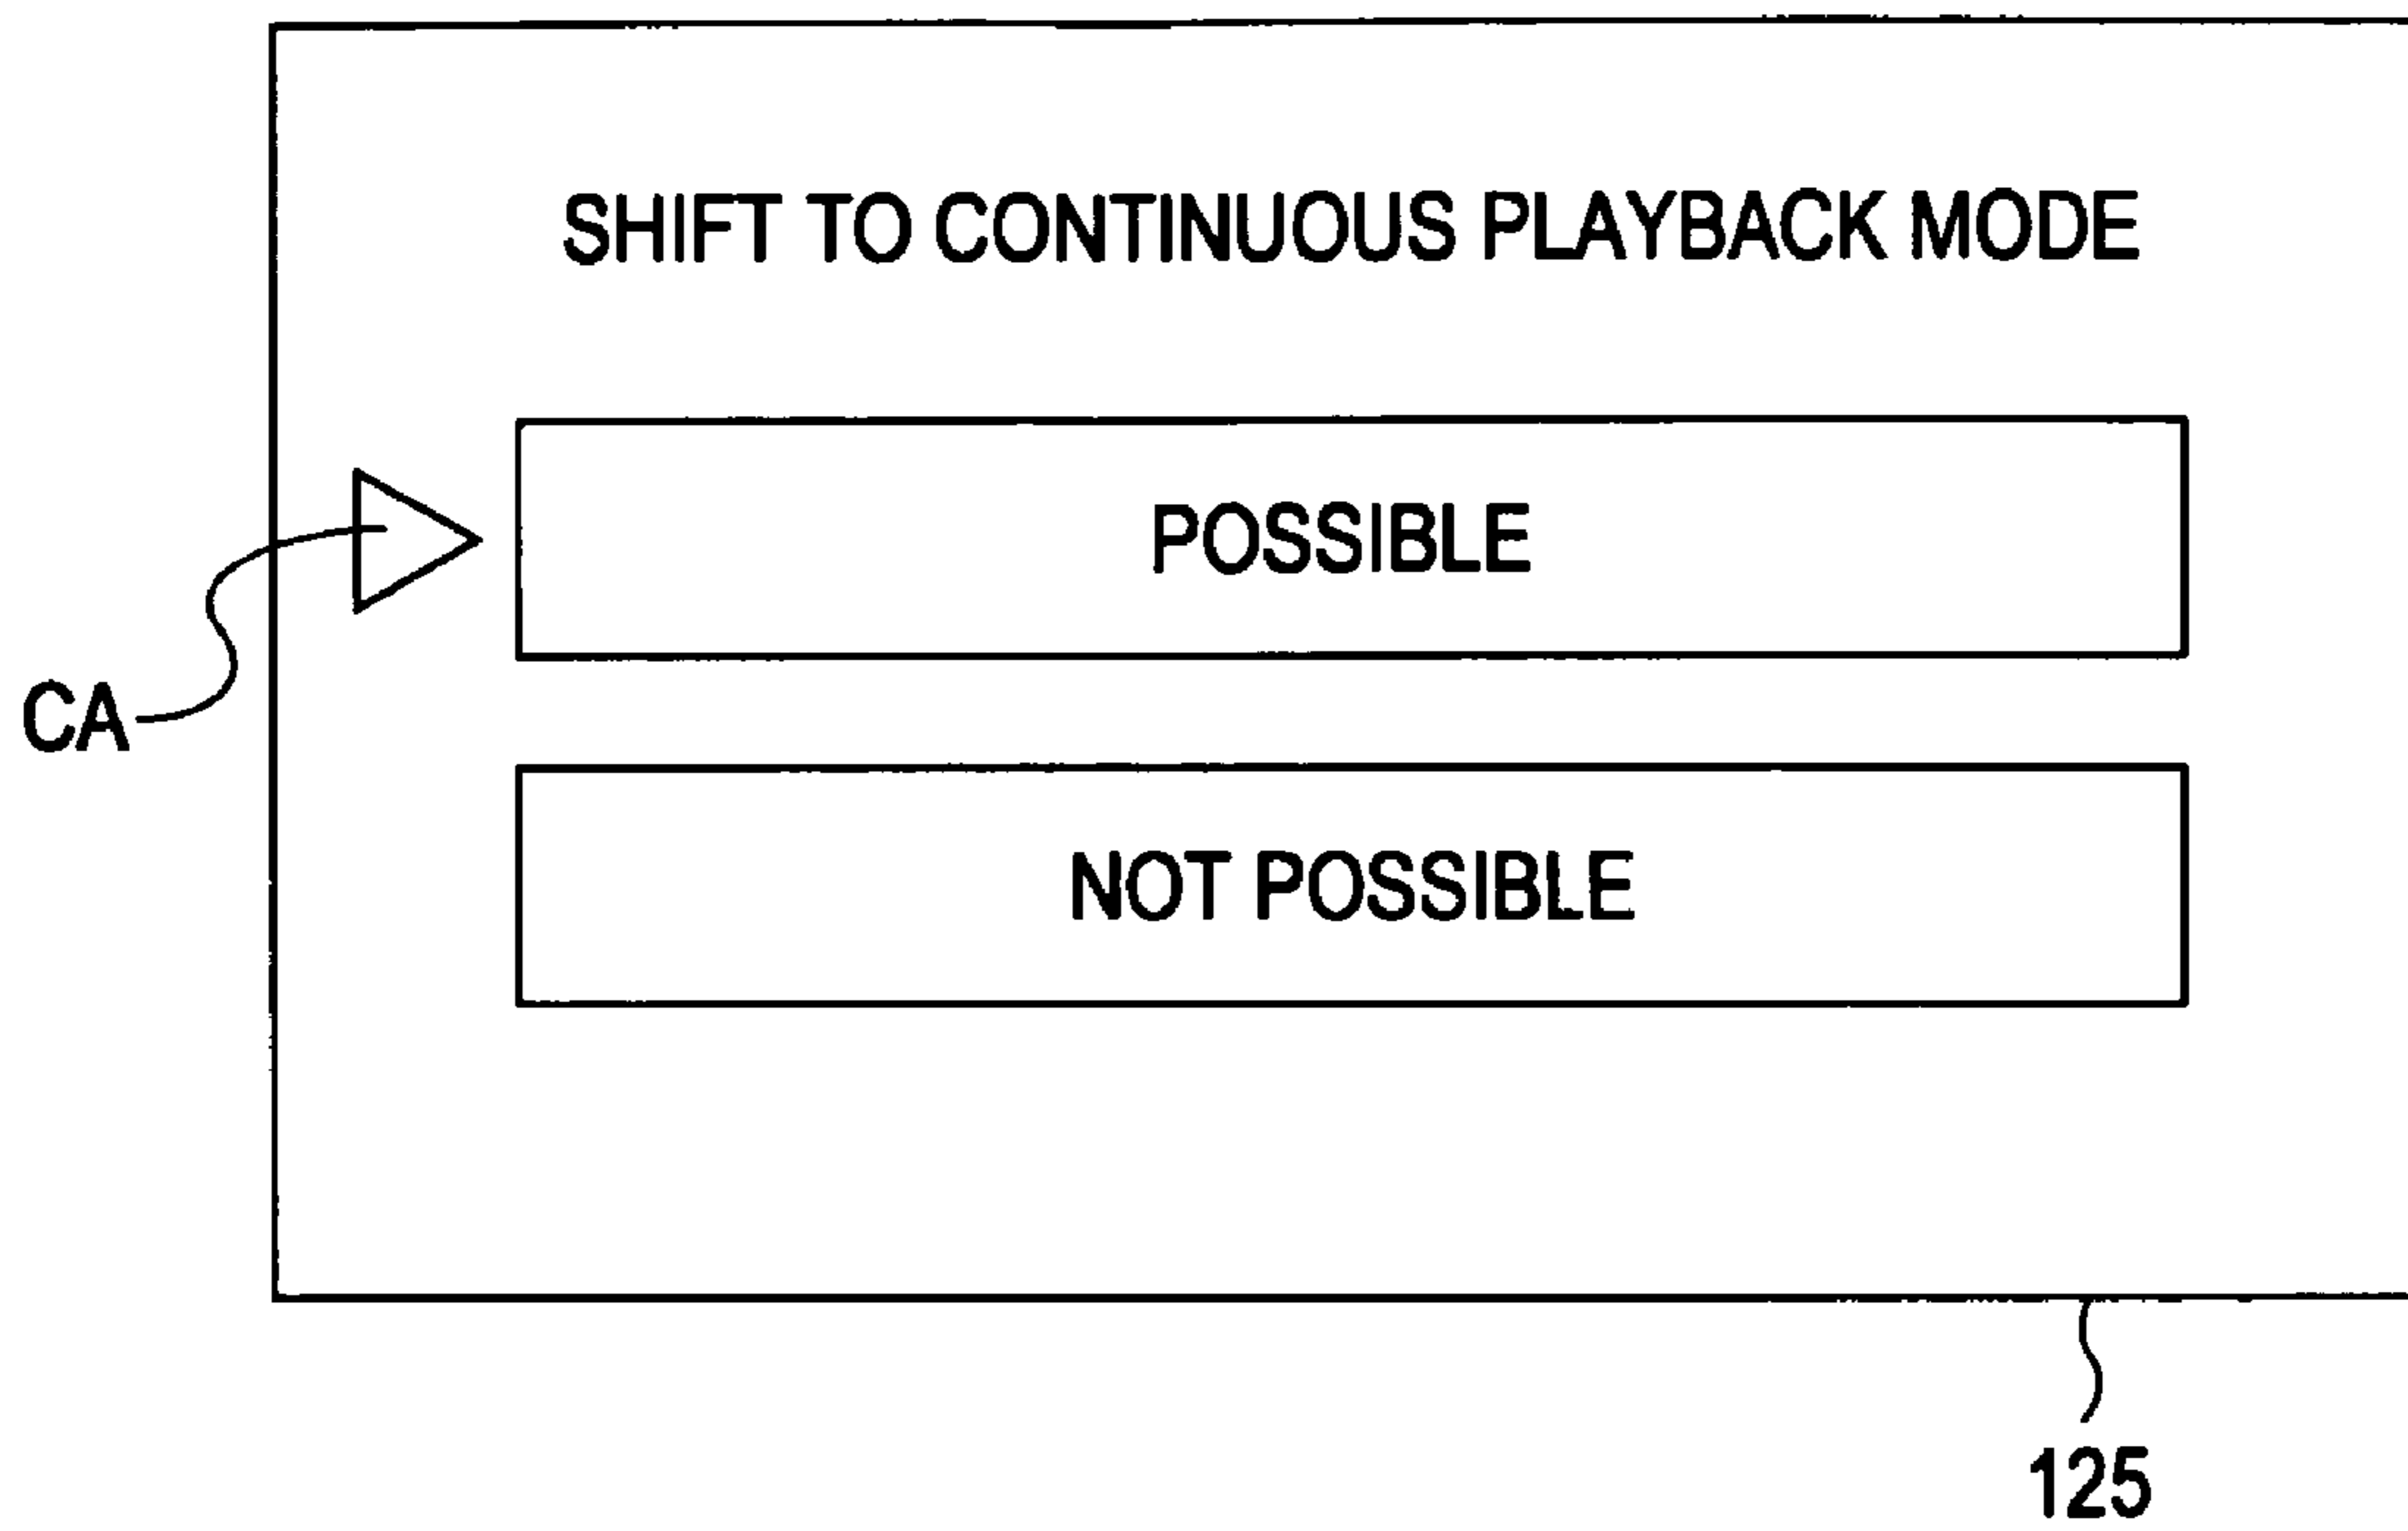 SHIFT TO CONTINUOUS PLAYBACK MODE
POSSIBLE
CA
NOT POSSIBLE
125